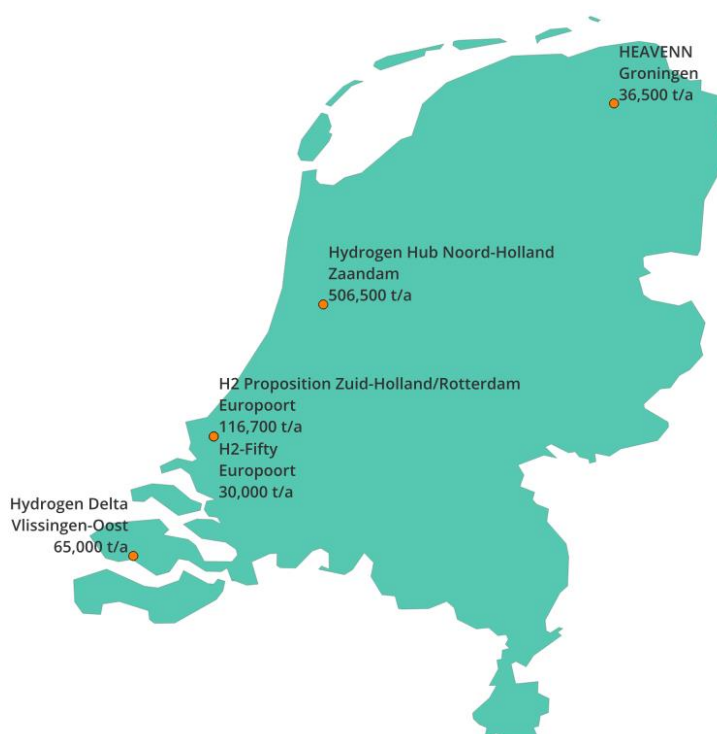 HEAVENN
Groningen
36,500 t/a
Hydrogen Hub Noord-Holland
Zaandam
506,500 t/a
H2 Proposition Zuid-Holland/Rotterdam
Europoort
116,700 t/a
H2-Fifty
Europoort
30,000 t/a
Hydrogen Delta
Vlissingen-Oost
65,000 t/a